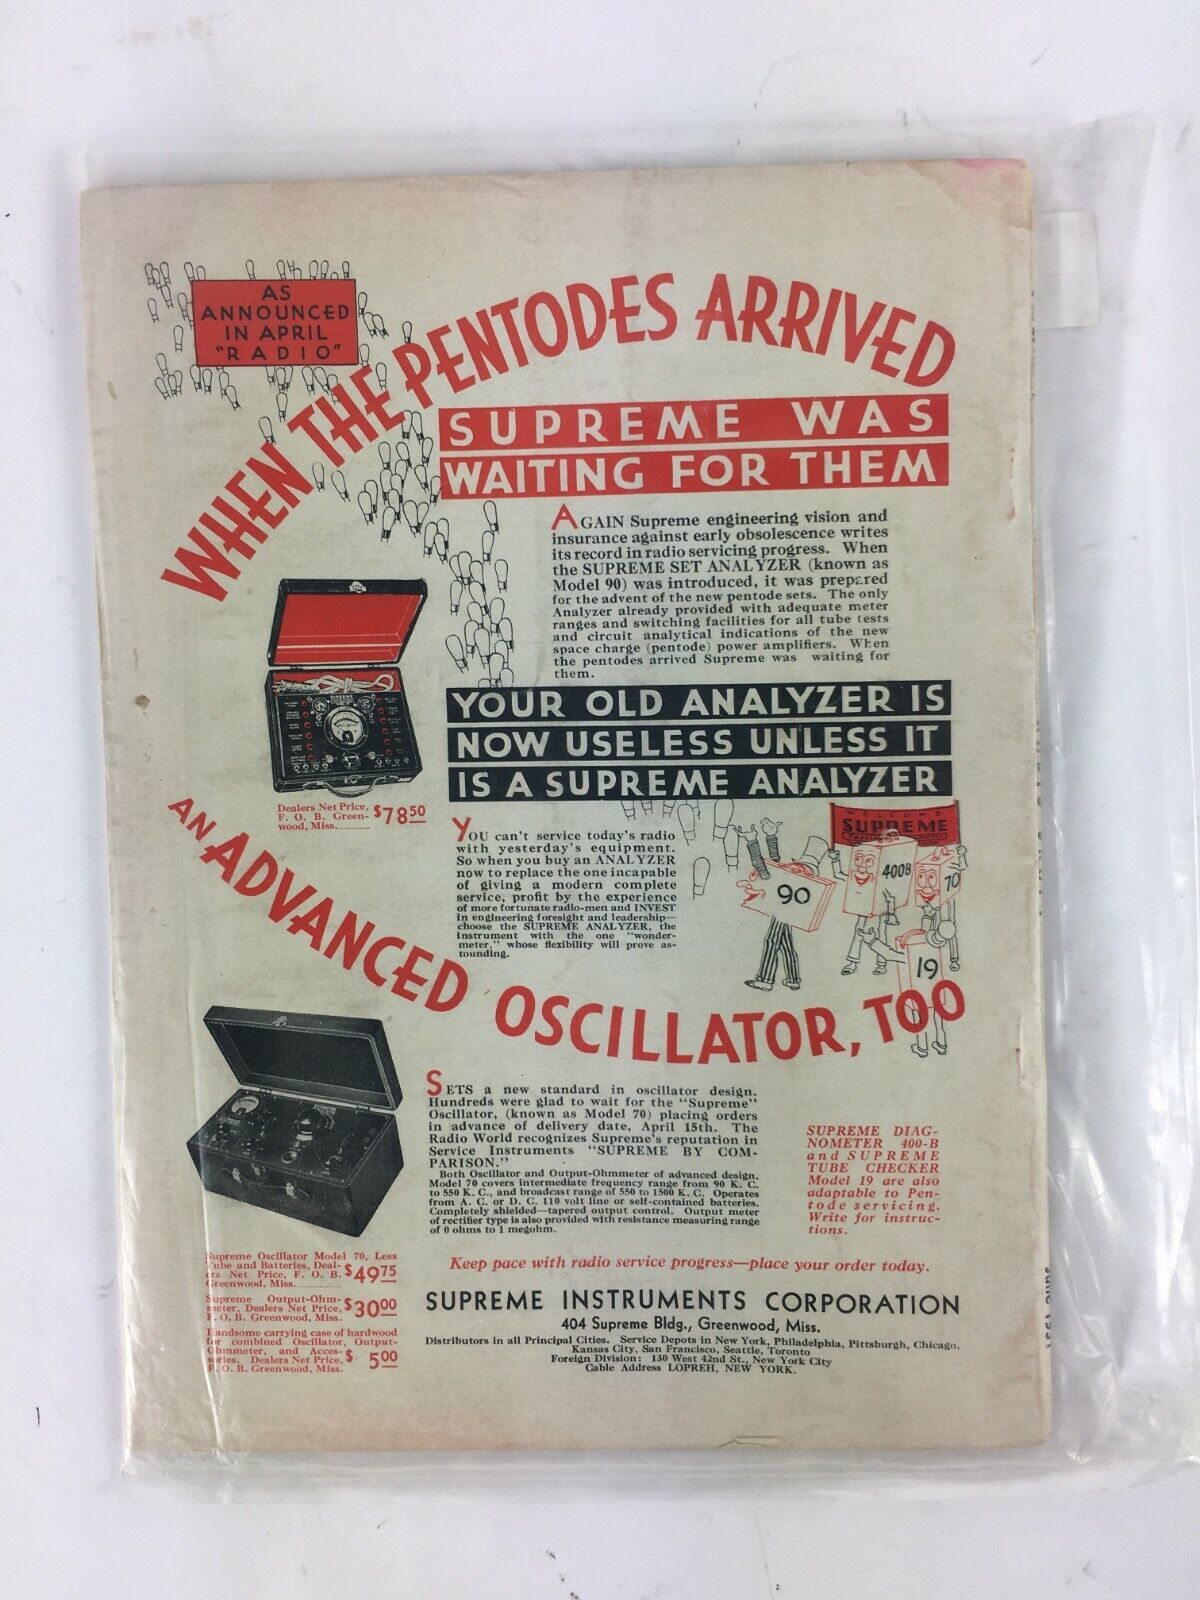 AS
ANNOUNCED
IN APRIL
"RADIO"
WHEN THE PENTODES ARRIVED
SUPREME WAS
WAITING FOR THEM
AGAIN Supreme engineering vision and
insurance against early obsolescence writes
its record in radio servicing progress. When
the SUPREME SET ANALYZER (known as
Model 90) was introduced, it was prepared
for the advent of the new pentode sets. The only
Analyzer already provided with adequate meter
ranges and switching facilities for all tube tests
and circuit analytical indications of the new
space charge (pentode) power amplifiers. When
the pentodes arrived Supreme was waiting for
them.
YOUR OLD ANALYZER IS
NOW USELESS UNLESS IT
IS A SUPREME ANALYZER
Dealers Net Price,
F. O. B. Green-
wood, Miss............ $78 50
YOU can't service today's radio
with yesterday's equipment.
So when you buy an ANALYZER
now to replace the one incapable
of giving a modern complete
service, profit by the experience
of more fortunate radio-men and INVEST
in engineering foresight and leadership—
choose the SUPREME ANALYZER, the
instrument with the one "wonder-
meter," whose flexibility will prove as-
tounding.
WELCOME
SUPREME
90
400B
70
19
AN ADVANCED OSCILLATOR, TOO
SETS a new standard in oscillator design.
Hundreds were glad to wait for the "Supreme"
Oscillator, (known as Model 70) placing orders
in advance of delivery date, April 15th. The
Radio World recognizes Supreme's reputation in
Service Instruments "SUPREME BY COM-
PARISON."
Both Oscillator and Output-Ohmmeter of advanced design.
Model 70 covers intermediate frequency range from 90 K. C.
to 550 K. C., and broadcast range of 550 to 1500 K. C. Operates
from A. C. or D. C. 110 volt line or self-contained batteries.
Completely shielded—tapered output control. Output meter
of rectifier type is also provided with resistance measuring range
of 0 ohms to 1 megohm.
SUPREME DIAG-
NOMETER 400-B
and SUPREME
TUBE CHECKER
Model 19 are also
adaptable to Pen-
tode servicing.
Write for instruc-
tions.
Supreme Oscillator Model 70, Less
Tube and Batteries, Deal-
ers Net Price, F. O. B. $49 75
Greenwood, Miss...............
Supreme Output-Ohm-
meter, Dealers Net Price, $30 00
F. O. B. Greenwood, Miss.
Handsome carrying case of hardwood
for combined Oscillator, Output-
Ohmmeter, and Acces-
sories. Dealers Net Price, $ 5 00
F. O. B. Greenwood, Miss.
Keep pace with radio service progress—place your order today.
SUPREME INSTRUMENTS CORPORATION
404 Supreme Bldg., Greenwood, Miss.
Distributors in all Principal Cities. Service Depots in New York, Philadelphia, Pittsburgh, Chicago,
Kansas City, San Francisco, Seattle, Toronto
Foreign Division: 130 West 42nd St., New York City
Cable Address LOPREH, NEW YORK.
JUNE 1931